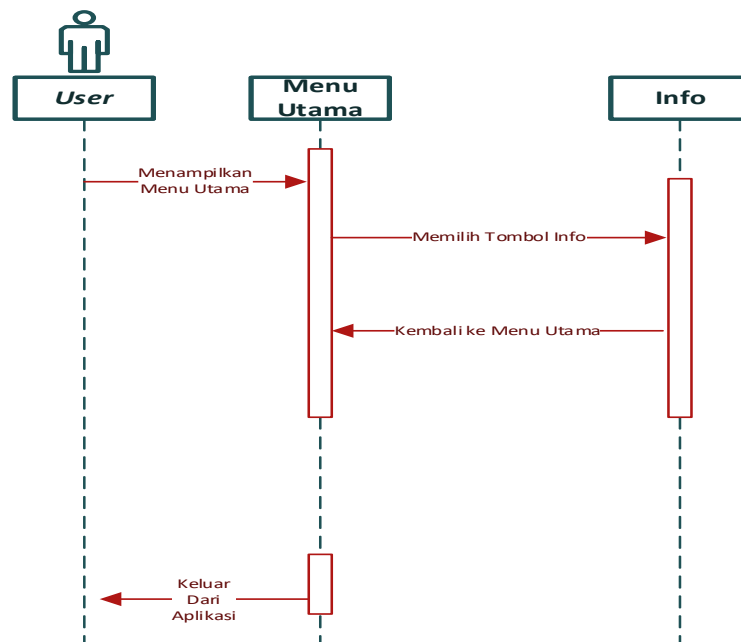 User
Menu
Utama
Info
Menampilkan
Menu Utama
Memilih Tombol Info
Kembali ke Menu Utama
Keluar
Dari
Aplikasi